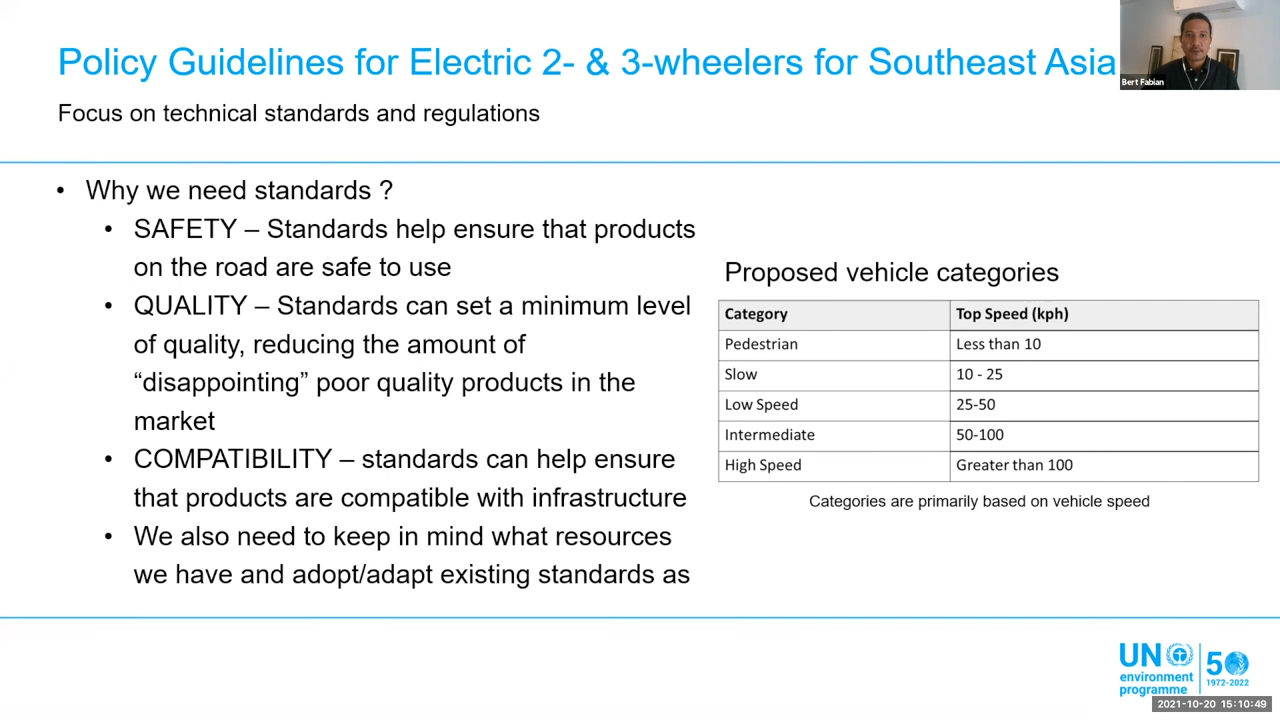 Policy Guidelines for Electric 2- & 3-wheelers for Southeast Asia
Bert Fabian
Focus on technical standards and regulations
• Why we need standards ?
• SAFETY – Standards help ensure that products
on the road are safe to use
• QUALITY – Standards can set a minimum level
of quality, reducing the amount of
“disappointing” poor quality products in the
market
• COMPATIBILITY – standards can help ensure
that products are compatible with infrastructure
• We also need to keep in mind what resources
we have and adopt/adapt existing standards as
Proposed vehicle categories
Category Top Speed (kph)
Pedestrian Less than 10
Slow 10 - 25
Low Speed 25-50
Intermediate 50-100
High Speed Greater than 100
Categories are primarily based on vehicle speed
UN
environment
programme
50
1972-2022
2021-10-20 15:10:49